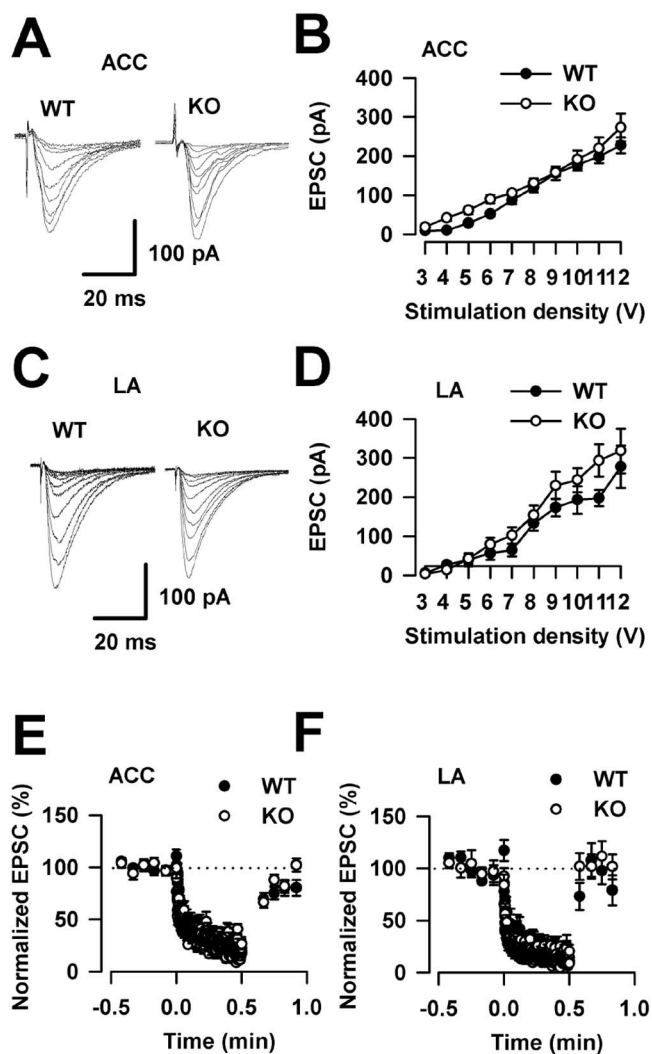 A
ACC
WT
KO
100 pA
20 ms
B
ACC
WT
KO
EPSC (pA)
400
300
200
100
0
3 4 5 6 7 8 9 10 11 12
Stimulation density (V)
C
LA
WT
KO
100 pA
20 ms
D
LA
WT
KO
EPSC (pA)
400
300
200
100
0
3 4 5 6 7 8 9 10 11 12
Stimulation density (V)
E
ACC
WT
KO
Normalized EPSC (%)
150
100
50
0
-0.5 0.0 0.5 1.0
Time (min)
F
LA
WT
KO
Normalized EPSC (%)
150
100
50
0
-0.5 0.0 0.5 1.0
Time (min)